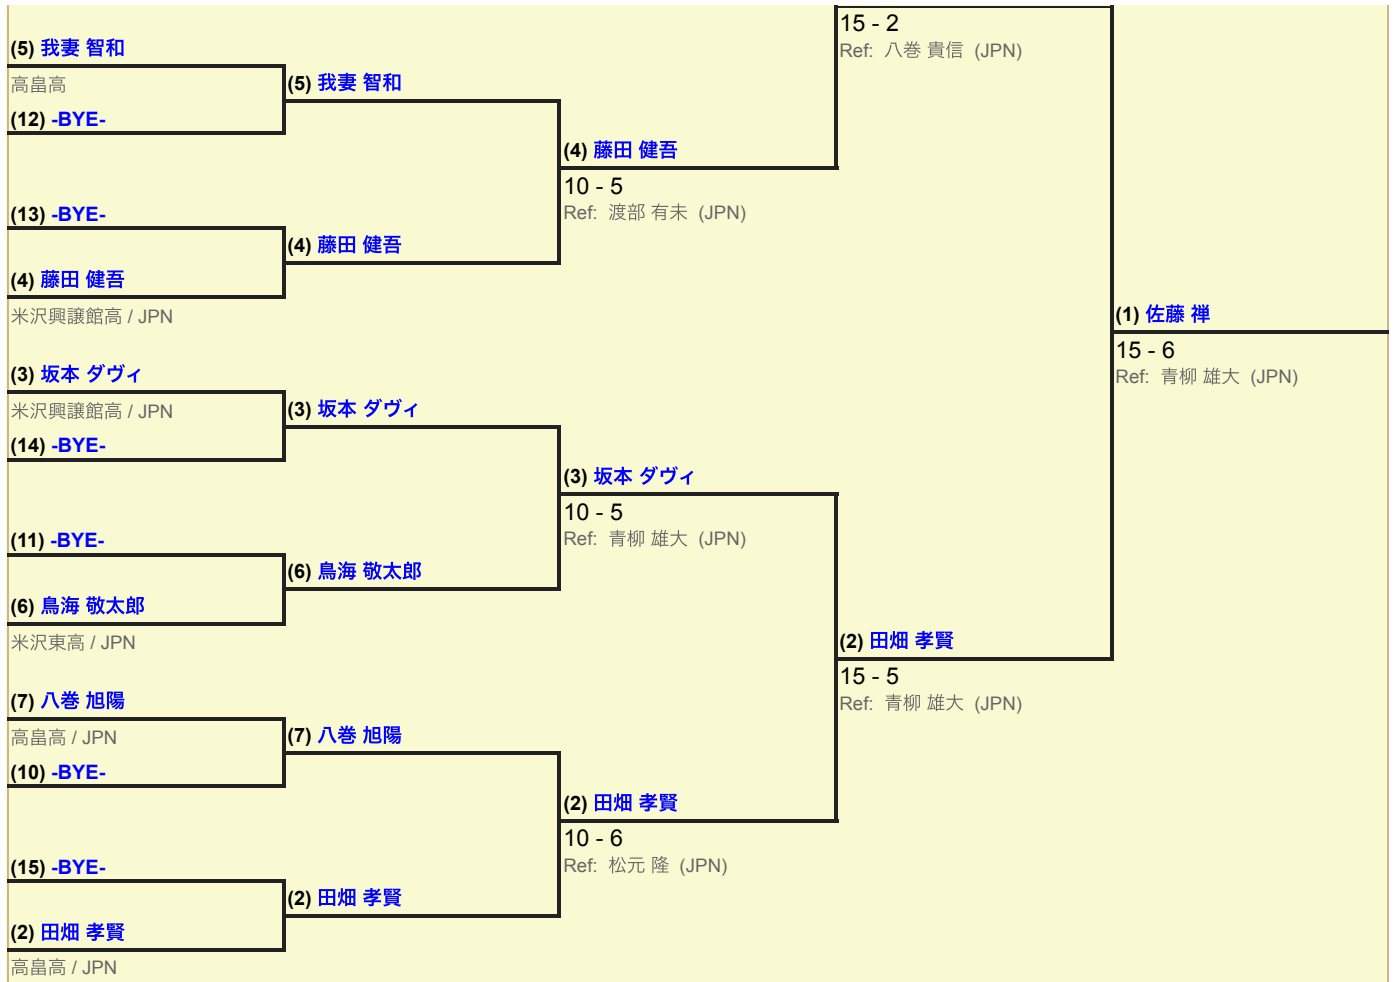 (5) 我妻 智和
高畠高
(12) -BYE-
(13) -BYE-
(4) 藤田 健吾
米沢興譲館高 / JPN
(3) 坂本 ダヴィ
米沢興譲館高 / JPN
(14) -BYE-
(11) -BYE-
(6) 鳥海 敬太郎
米沢東高 / JPN
(7) 八巻 旭陽
高畠高 / JPN
(10) -BYE-
(15) -BYE-
(2) 田畑 孝賢
高畠高 / JPN
(5) 我妻 智和
(4) 藤田 健吾
(3) 坂本 ダヴィ
(6) 鳥海 敬太郎
(7) 八巻 旭陽
(2) 田畑 孝賢
(4) 藤田 健吾
10 - 5
Ref: 渡部 有未 (JPN)
(3) 坂本 ダヴィ
10 - 5
Ref: 青柳 雄大 (JPN)
(2) 田畑 孝賢
10 - 6
Ref: 松元 隆 (JPN)
15 - 2
Ref: 八巻 貴信 (JPN)
(2) 田畑 孝賢
15 - 5
Ref: 青柳 雄大 (JPN)
(1) 佐藤 禅
15 - 6
Ref: 青柳 雄大 (JPN)